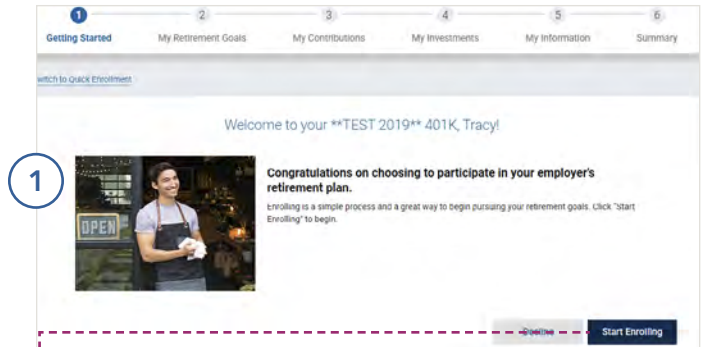 1 2 3 4 5 6
Getting Started My Retirement Goals My Contributions My Investments My Information Summary
witch to Quick Enrollment
Welcome to your **TEST 2019** 401K, Tracy!
1
Congratulations on choosing to participate in your employer's
retirement plan.
Enrolling is a simple process and a great way to begin pursuing your retirement goals. Click "Start
Enrolling" to begin.
OPEN
Decline Start Enrolling